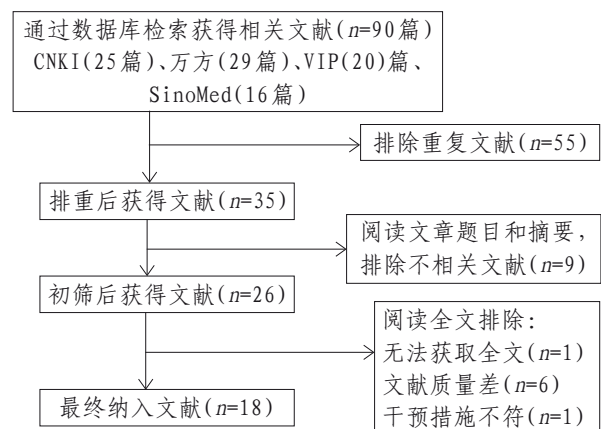 通过数据库检索获得相关文献(n=90篇)
CNKI(25篇)、万方(29篇)、VIP(20)篇、
SinoMed(16篇)
排除重复文献(n=55)
排重后获得文献(n=35)
阅读文章题目和摘要，
排除不相关文献(n=9)
初筛后获得文献(n=26)
阅读全文排除：
无法获取全文(n=1)
文献质量差(n=6)
干预措施不符(n=1)
最终纳入文献(n=18)